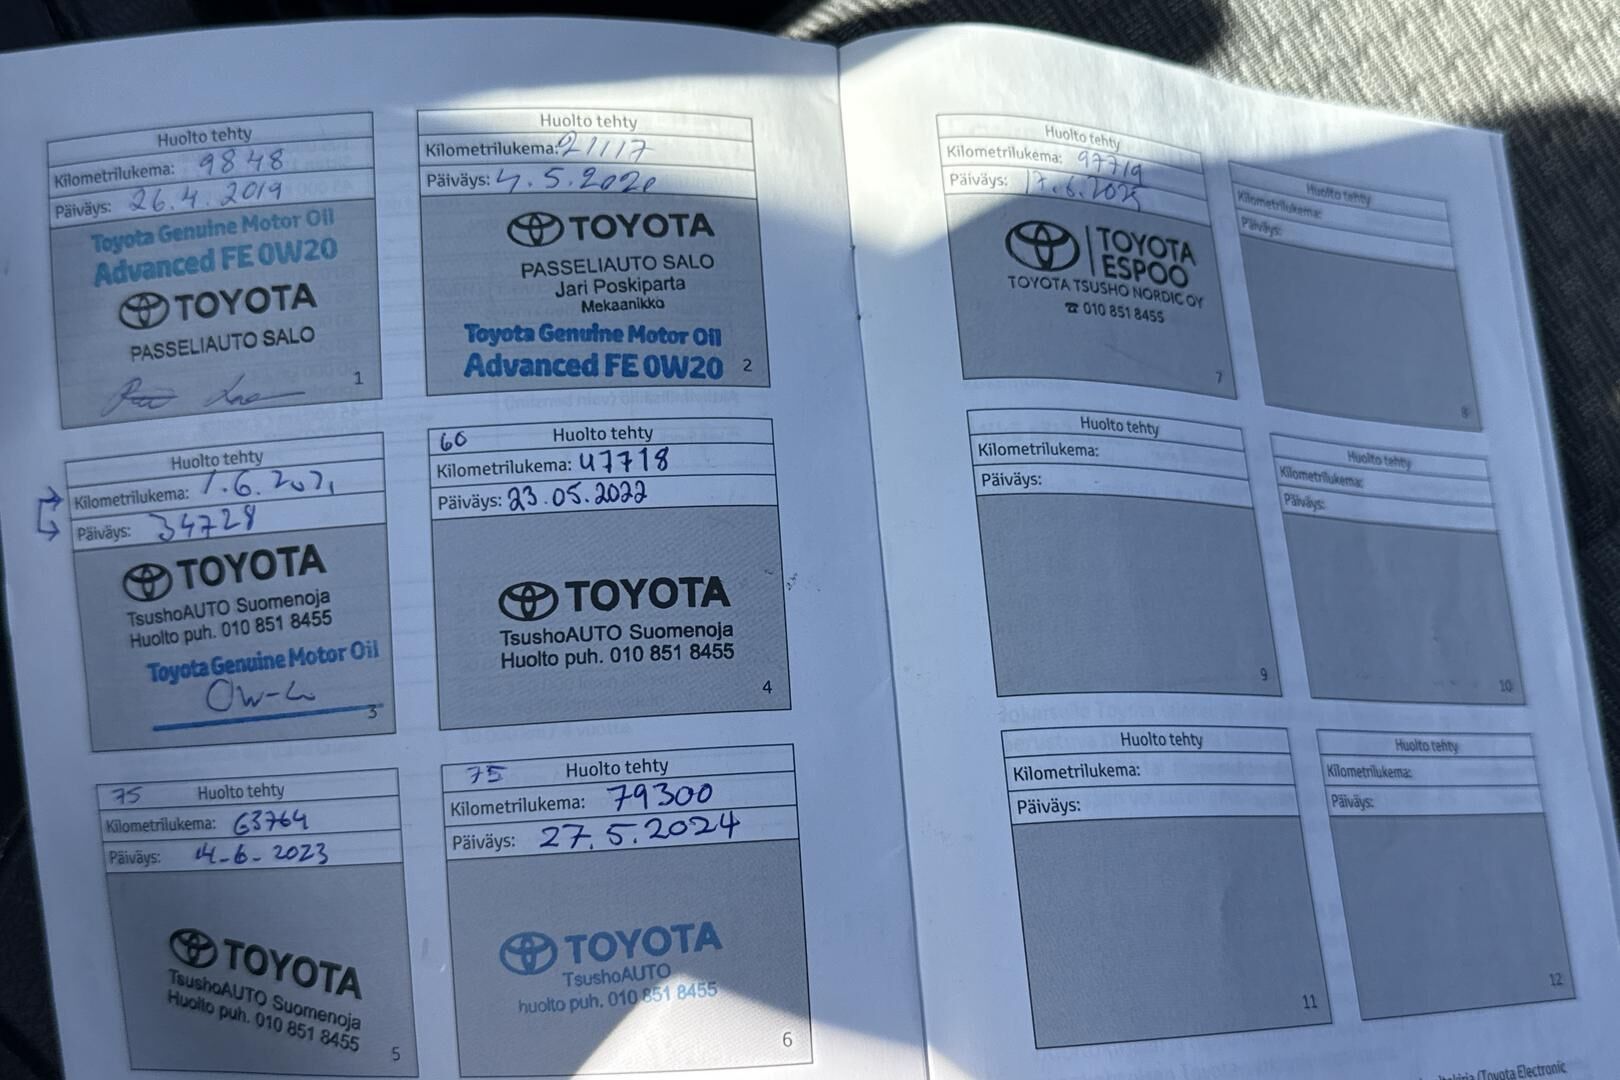 Huolto tehty
Kilometrilukema: 9848
Päiväys: 26.4.2019
Toyota Genuine Motor Oil
Advanced FE 0W20
TOYOTA
PASSELIAUTO SALO
1
Huolto tehty
Kilometrilukema: 21117
Päiväys: 4.5.2020
TOYOTA
PASSELIAUTO SALO
Jari Poskiparta
Mekaanikko
Toyota Genuine Motor Oil
Advanced FE 0W20
2
Huolto tehty
Kilometrilukema: 1.6.2021
Päiväys: 34728
TOYOTA
TsushoAUTO Suomenoja
Huolto puh. 010 851 8455
Toyota Genuine Motor Oil
3
60 Huolto tehty
Kilometrilukema: 47718
Päiväys: 23.05.2022
TOYOTA
TsushoAUTO Suomenoja
Huolto puh. 010 851 8455
4
75 Huolto tehty
Kilometrilukema: 63764
Päiväys: 14-6-2023
TOYOTA
TsushoAUTO Suomenoja
Huolto puh. 010 851 8455
5
75 Huolto tehty
Kilometrilukema: 79300
Päiväys: 27.5.2024
TOYOTA
TsushoAUTO
huolto puh. 010 851 8455
6
Huolto tehty
Kilometrilukema: 97719
Päiväys: 17.6.2025
TOYOTA
ESPOO
TOYOTA TSUSHO NORDIC OY
☎ 010 851 8455
7
Huolto tehty
Kilometrilukema:
Päiväys:
8
Huolto tehty
Kilometrilukema:
Päiväys:
9
Huolto tehty
Kilometrilukema:
Päiväys:
10
Huolto tehty
Kilometrilukema:
Päiväys:
11
Huolto tehty
Kilometrilukema:
Päiväys:
12
(Toyota Electronic